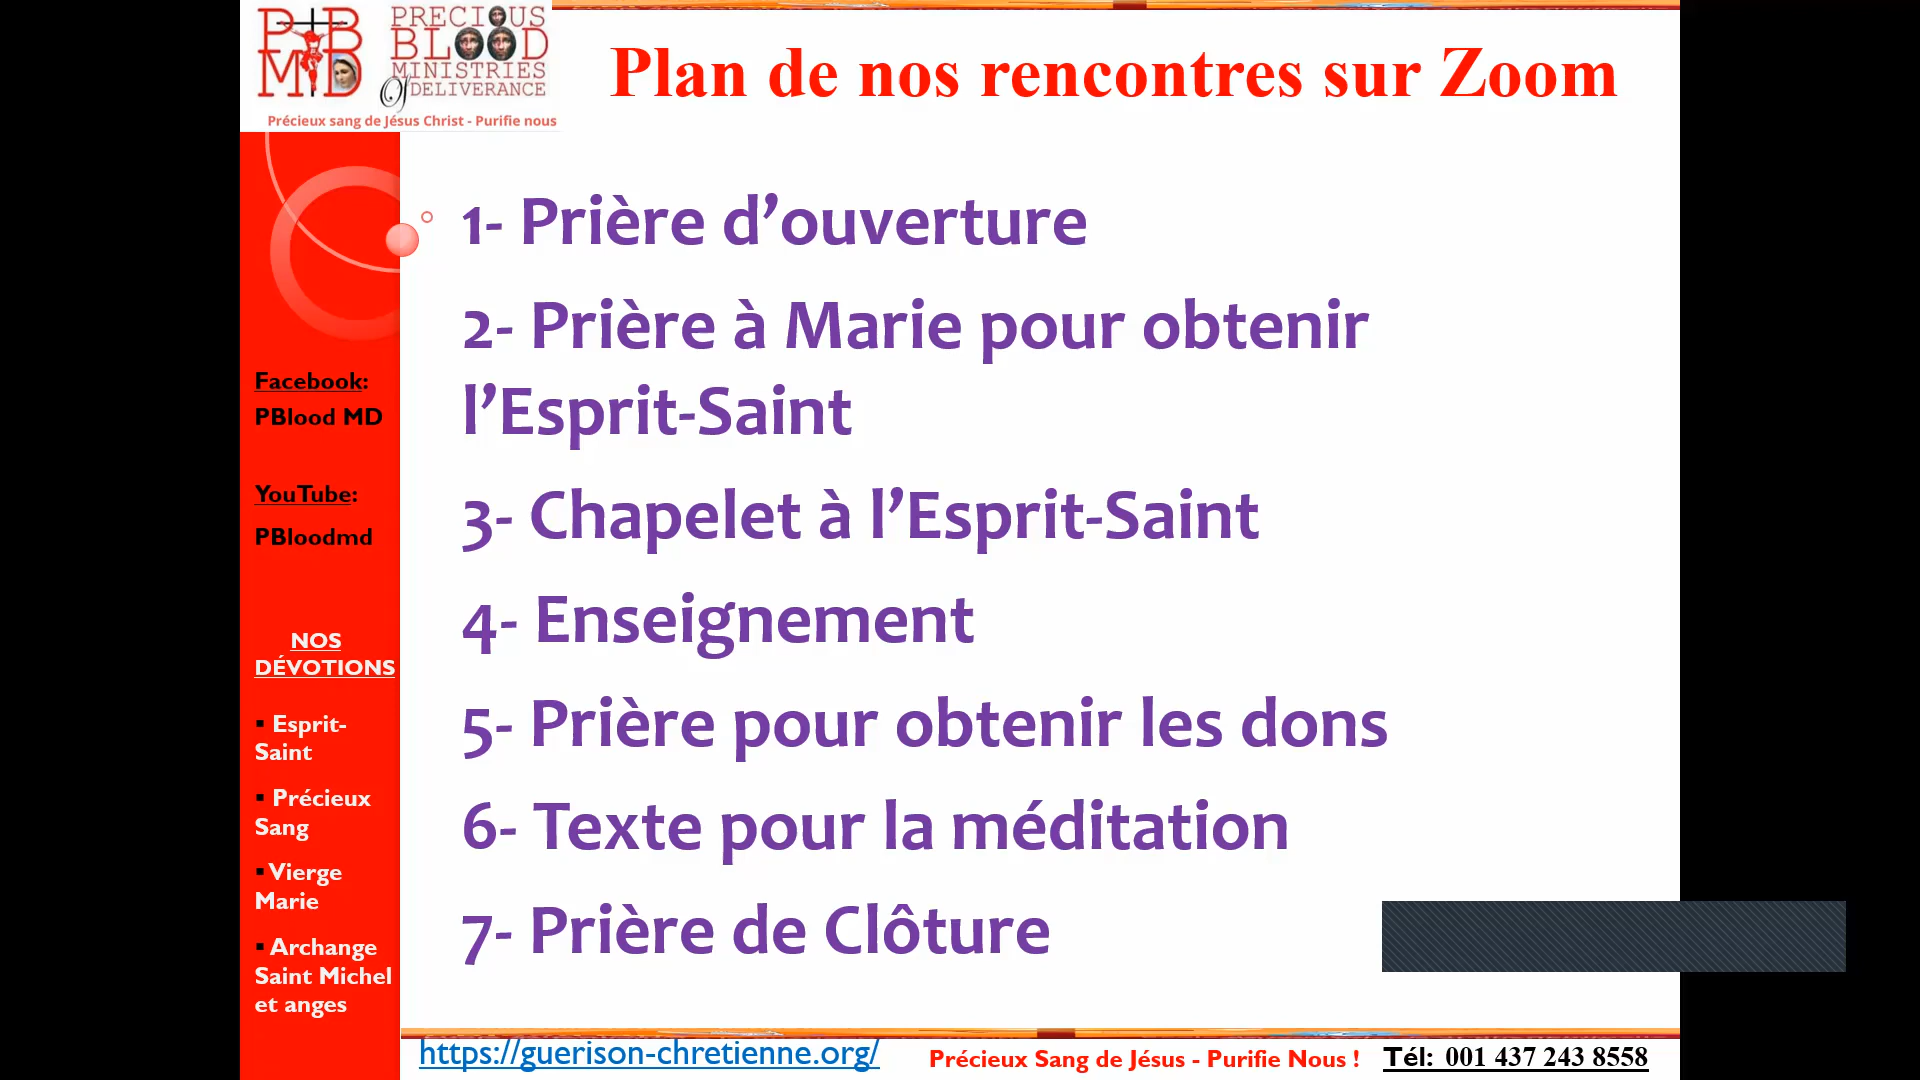 PBMD
PRECIOUS
BLOOD
MINISTRIES
Of DELIVERANCE
Précieux sang de Jésus Christ - Purifie nous
Plan de nos rencontres sur Zoom
1- Prière d’ouverture
2- Prière à Marie pour obtenir
l’Esprit-Saint
3- Chapelet à l’Esprit-Saint
4- Enseignement
5- Prière pour obtenir les dons
6- Texte pour la méditation
7- Prière de Clôture
Facebook:
PBlood MD
YouTube:
PBloodmd
NOS
DÉVOTIONS
▪ Esprit-
Saint
▪ Précieux
Sang
▪ Vierge
Marie
▪ Archange
Saint Michel
et anges
https://guerison-chretienne.org/
Précieux Sang de Jésus - Purifie Nous !
Tél: 001 437 243 8558